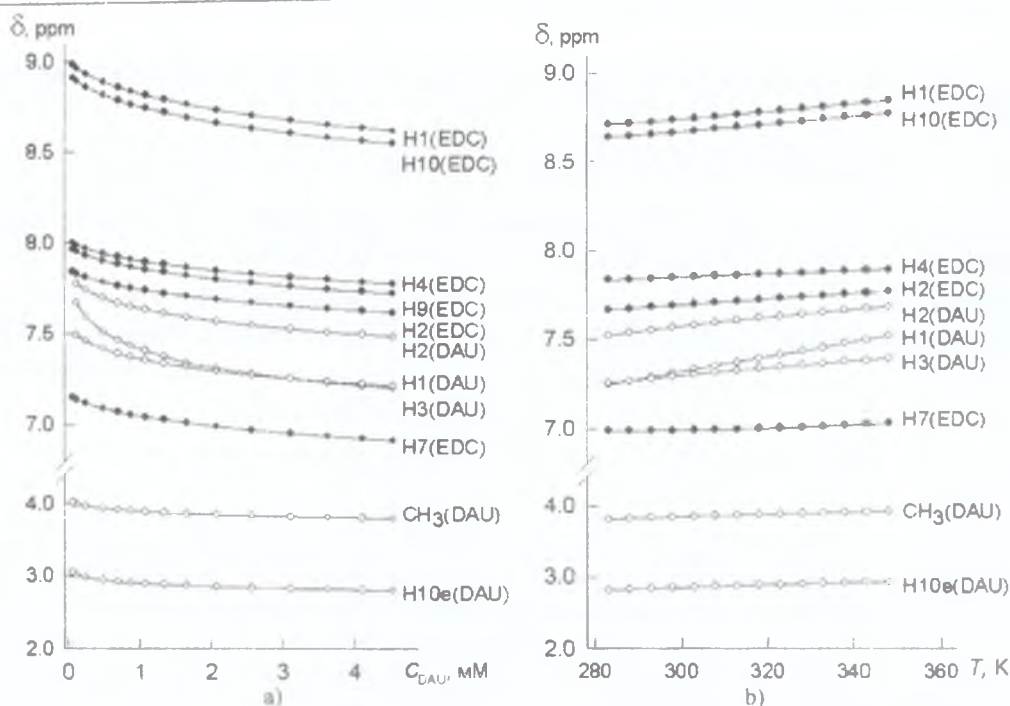 δ, ppm
9.0
8.5
8.0
7.5
7.0
4.0
3.0
2.0
H1(EDC)
H10(EDC)
H4(EDC)
H9(EDC)
H2(EDC)
H2(DAU)
H1(DAU)
H3(DAU)
H7(EDC)
CH3(DAU)
H10e(DAU)
0 1 2 3 4 CDAU, мМ
a)
δ, ppm
9.0
8.5
8.0
7.5
7.0
4.0
3.0
2.0
H1(EDC)
H10(EDC)
H4(EDC)
H2(EDC)
H2(DAU)
H1(DAU)
H3(DAU)
H7(EDC)
CH3(DAU)
H10e(DAU)
280 300 320 340 360 T, K
b)